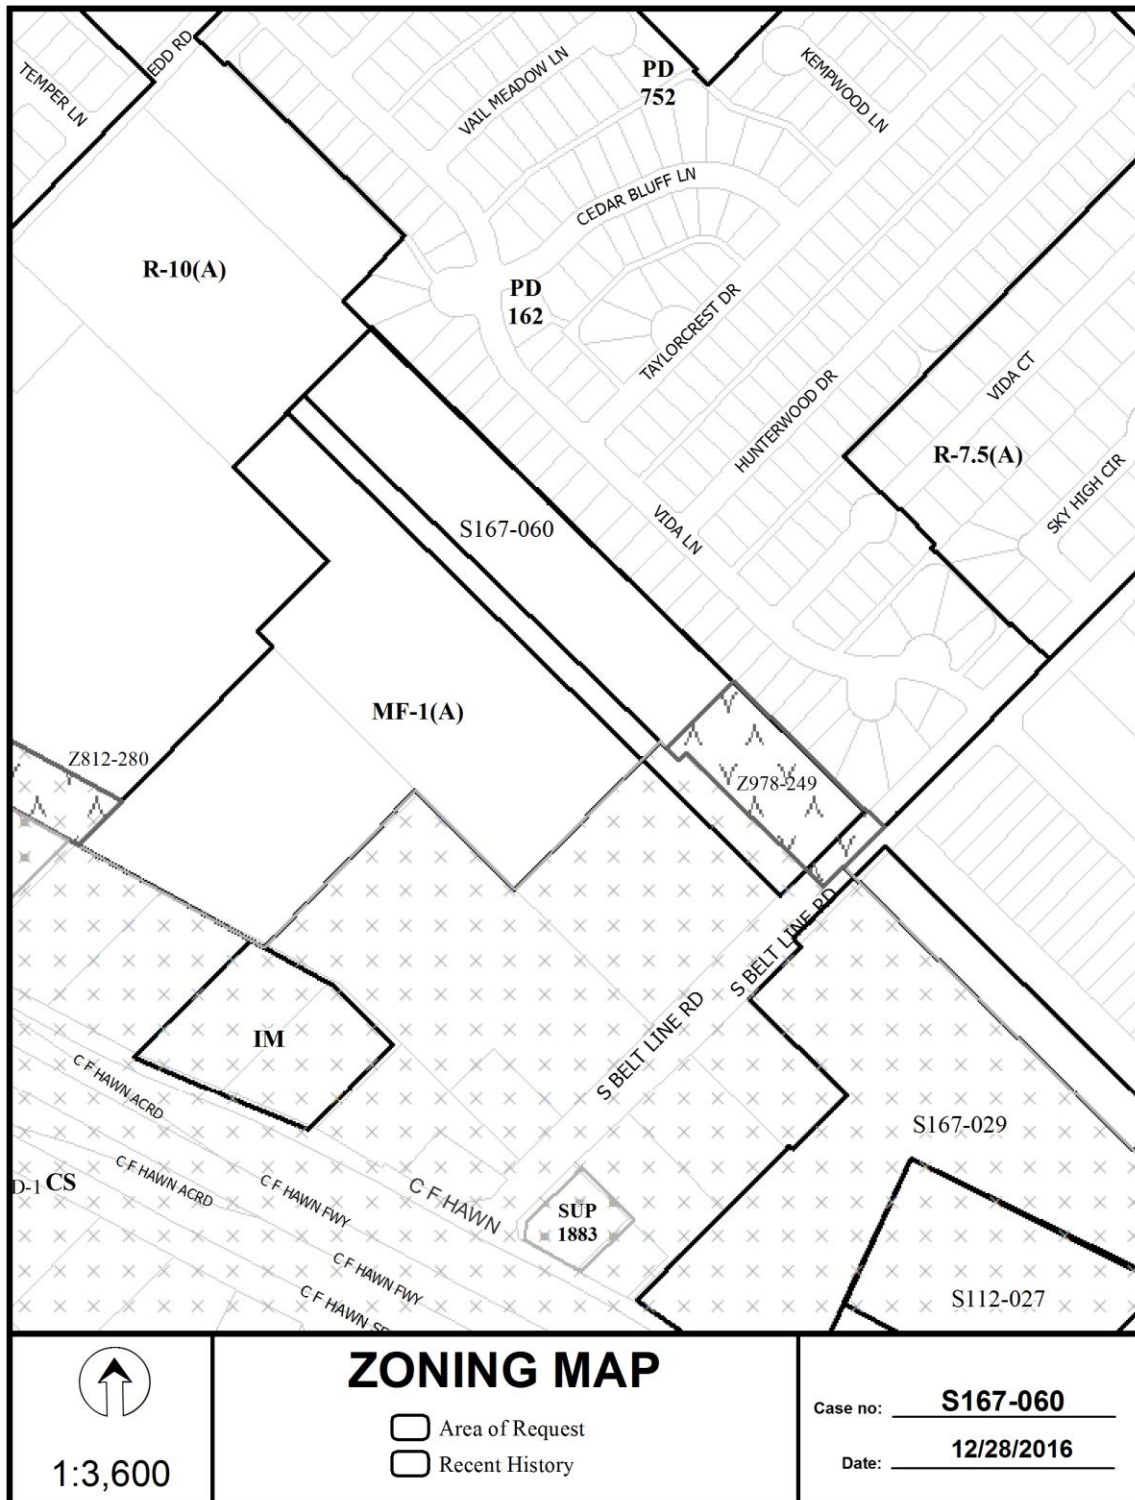 EDD RD
TEMPER LN
VAIL MEADOW LN
PD
752
KEMPWOOD LN
CEDAR BLUFF LN
R-10(A)
PD
162
TAYLORCREST DR
VIDA CT
HUNTERWOOD DR
R-7.5(A)
SKY HIGH CIR
S167-060
VIDA LN
MF-1(A)
Z812-280
Z978-249
S BELT LINE RD
S BELT LINE RD
IM
C F HAWN ACRD
S167-029
C F HAWN ACRD
D-1 CS
C F HAWN FWY
C F HAWN
SUP
1883
C F HAWN FWY
C F HAWN SE
S112-027
1:3,600
ZONING MAP
Area of Request
Recent History
Case no: S167-060
Date: 12/28/2016